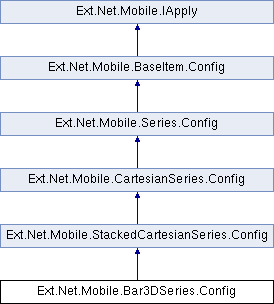 Ext.Net.Mobile.IApply
Ext.Net.Mobile.BaseItem.Config
Ext.Net.Mobile.Series.Config
Ext.Net.Mobile.CartesianSeries.Config
Ext.Net.Mobile.StackedCartesianSeries.Config
Ext.Net.Mobile.Bar3DSeries.Config